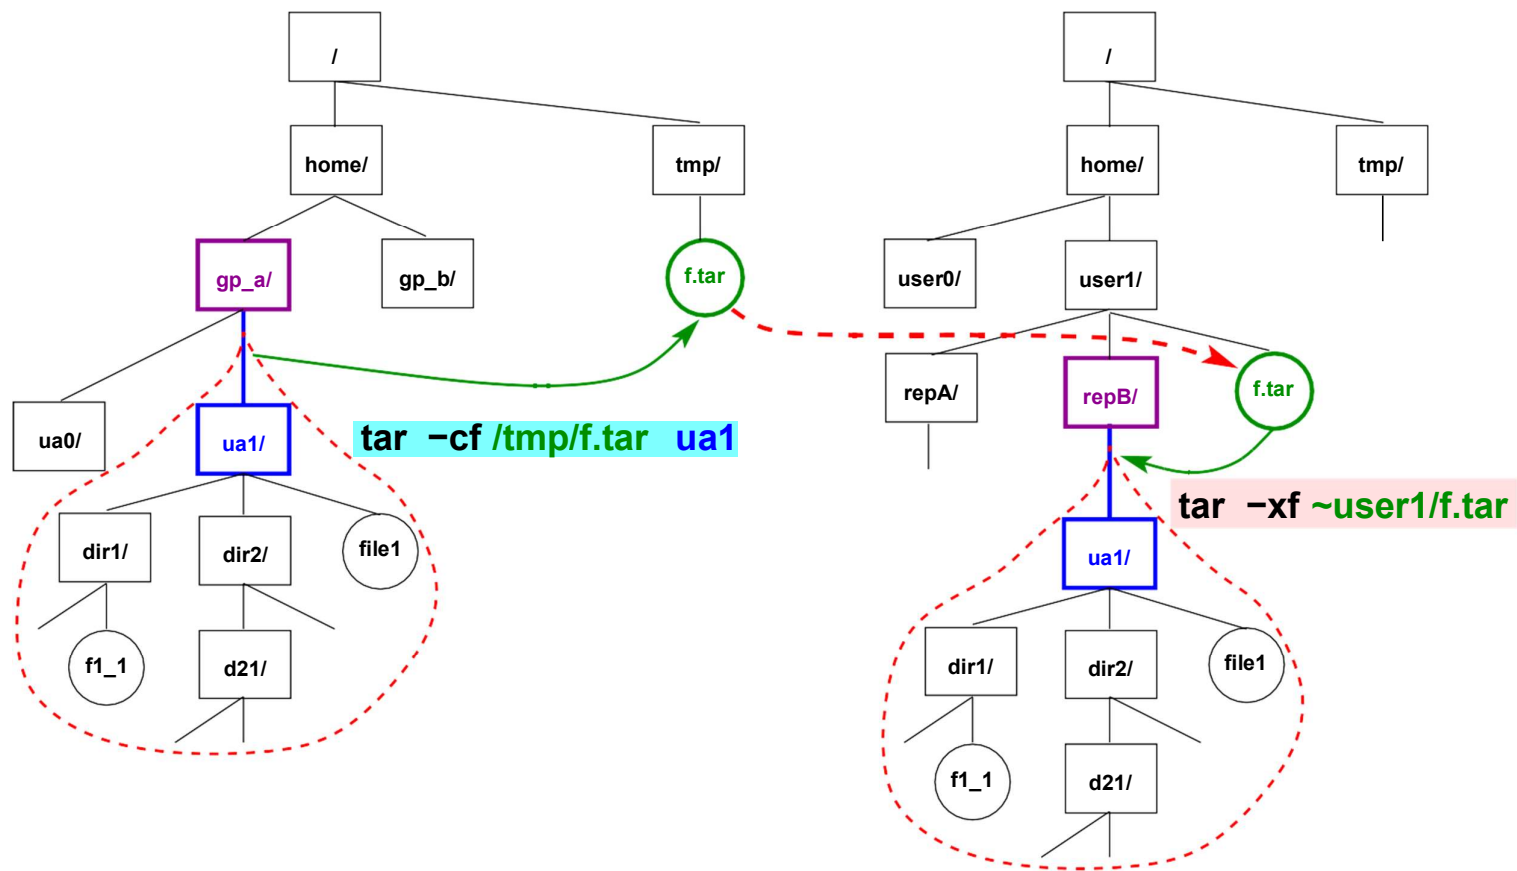 /
home/
tmp/
gp_a/
gp_b/
f.tar
ua0/
ua1/
tar −cf /tmp/f.tar ua1
dir1/
dir2/
file1
f1_1
d21/
/
home/
tmp/
user0/
user1/
repA/
repB/
f.tar
tar −xf ~user1/f.tar
ua1/
dir1/
dir2/
file1
f1_1
d21/